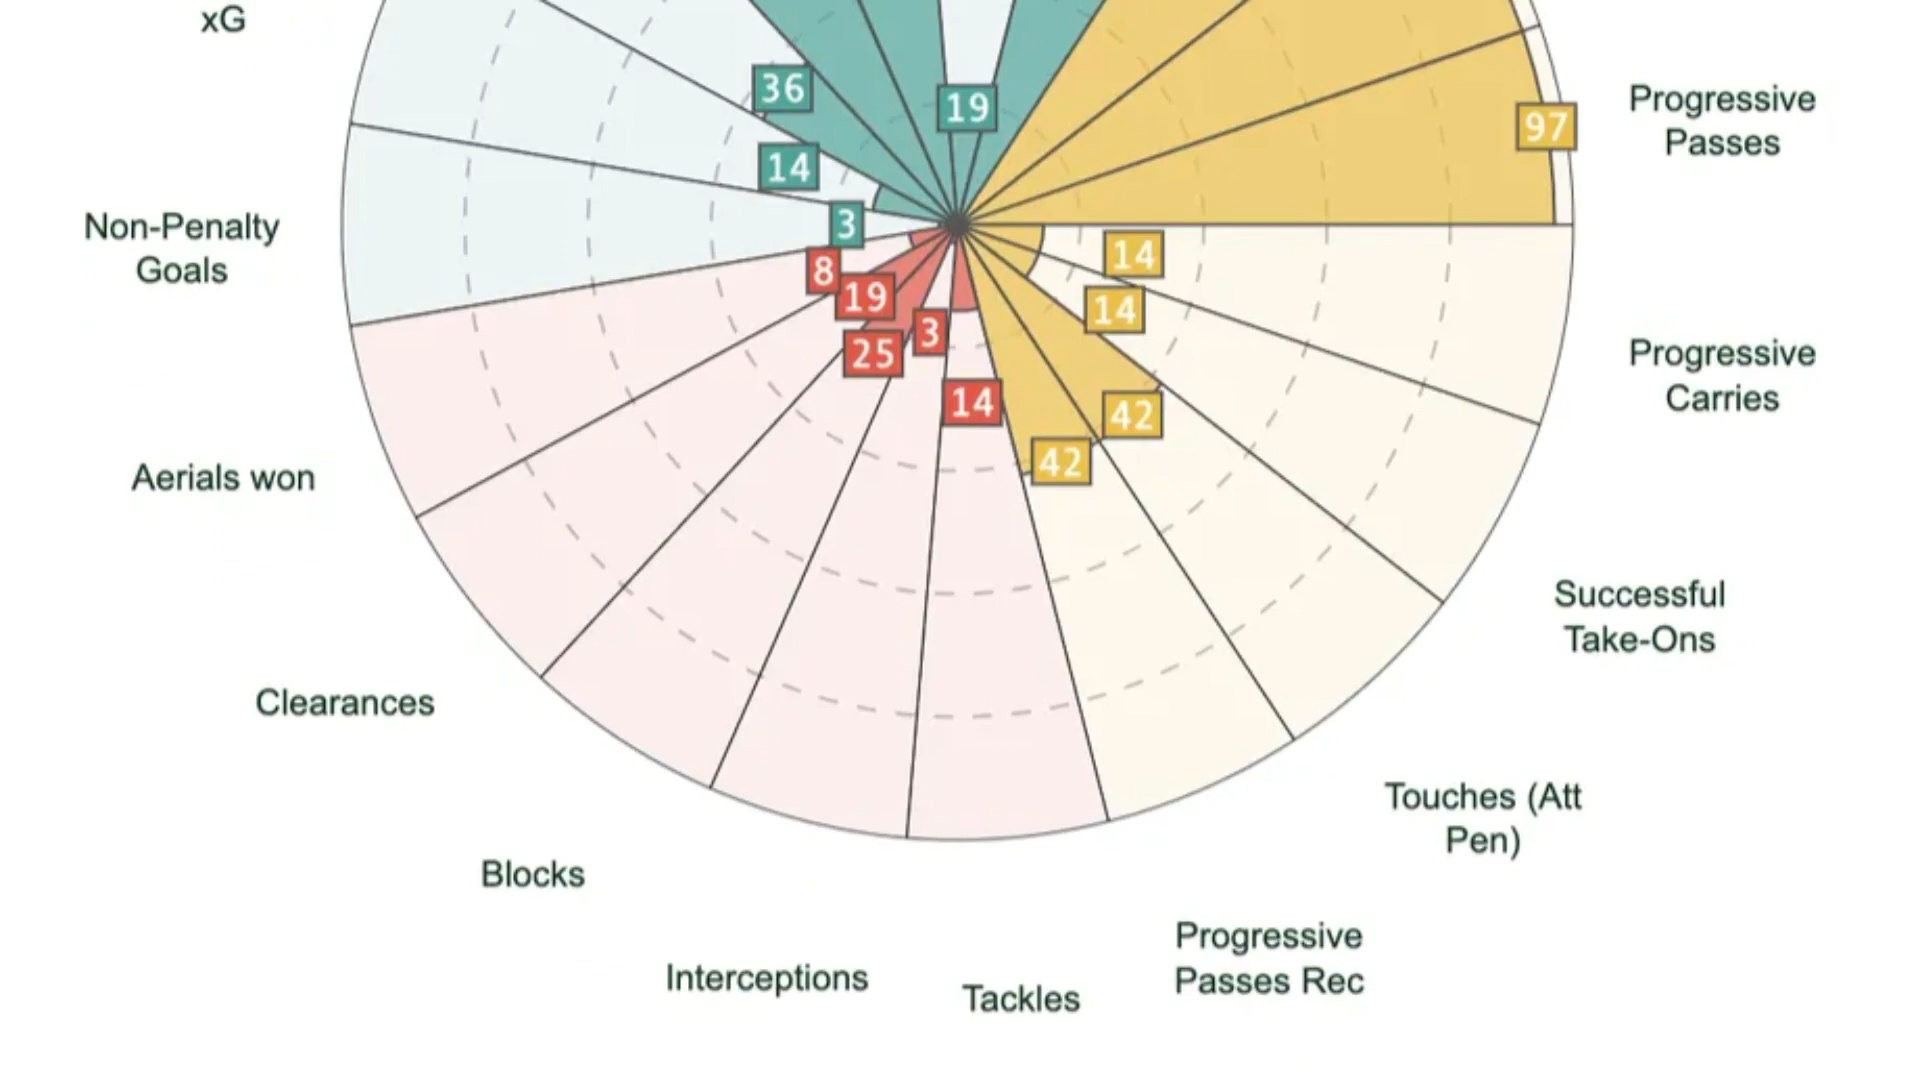 xG
36
19
Progressive
Passes
97
14
Non-Penalty
Goals
3
14
8
19
14
3
25
Progressive
Carries
14
42
42
Aerials won
Successful
Take-Ons
Clearances
Touches (Att
Pen)
Blocks
Progressive
Passes Rec
Interceptions
Tackles